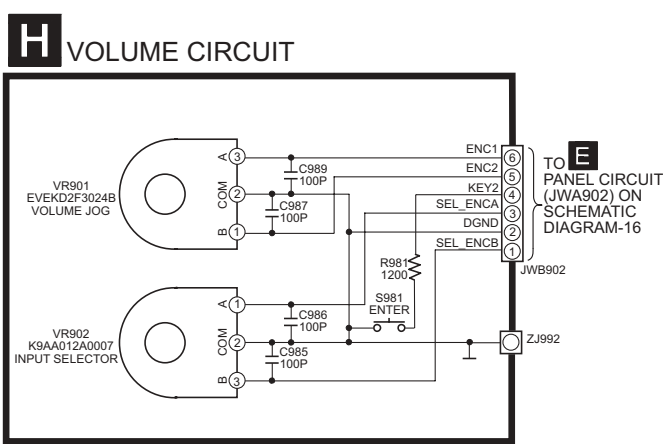 H VOLUME CIRCUIT
VR901
EVEKD2F3024B
VOLUME JOG
A 3
COM 2
B 1
C989
100P
C987
100P
ENC1 6
ENC2 5
KEY2 4
SEL_ENCA 3
DGND 2
SEL_ENCB 1
JWB902
TO E
PANEL CIRCUIT
(JWA902) ON
SCHEMATIC
DIAGRAM-16
R981
1200
S981
ENTER
VR902
K9AA012A0007
INPUT SELECTOR
A 1
COM 2
B 3
C986
100P
C985
100P
ZJ992